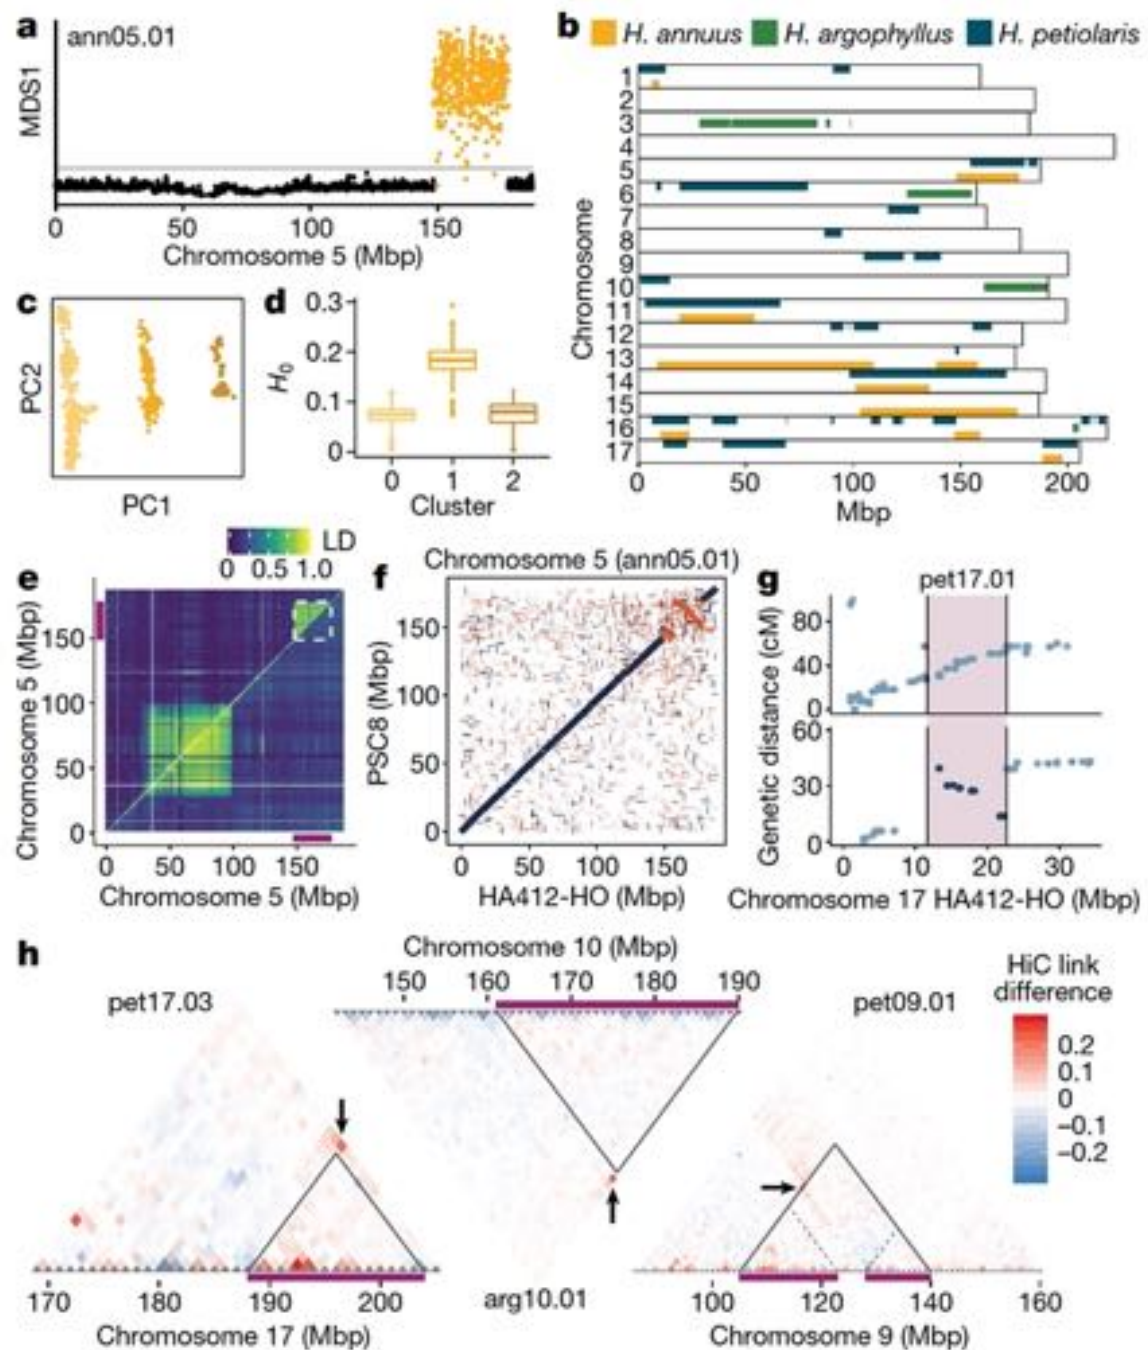 a
ann05.01
MDS1
0 50 100 150
Chromosome 5 (Mbp)
b
H. annuus H. argophyllus H. petiolaris
Chromosome
1
2
3
4
5
6
7
8
9
10
11
12
13
14
15
16
17
0 50 100 150 200
Mbp
c
PC2
PC1
d
H0
0.3
0.2
0.1
0
0 1 2
Cluster
LD
0 0.5 1.0
e
Chromosome 5 (Mbp)
150
100
50
0
0 50 100 150
Chromosome 5 (Mbp)
f
Chromosome 5 (ann05.01)
PSC8 (Mbp)
150
100
50
0
0 50 100 150
HA412-HO (Mbp)
g
pet17.01
Genetic distance (cM)
80
40
0
60
30
0
0 10 20 30
Chromosome 17 HA412-HO (Mbp)
h
pet17.03
170 180 190 200
Chromosome 17 (Mbp)
Chromosome 10 (Mbp)
150 160 170 180 190
arg10.01
pet09.01
100 120 140 160
Chromosome 9 (Mbp)
HiC link
difference
0.2
0.1
0
−0.1
−0.2